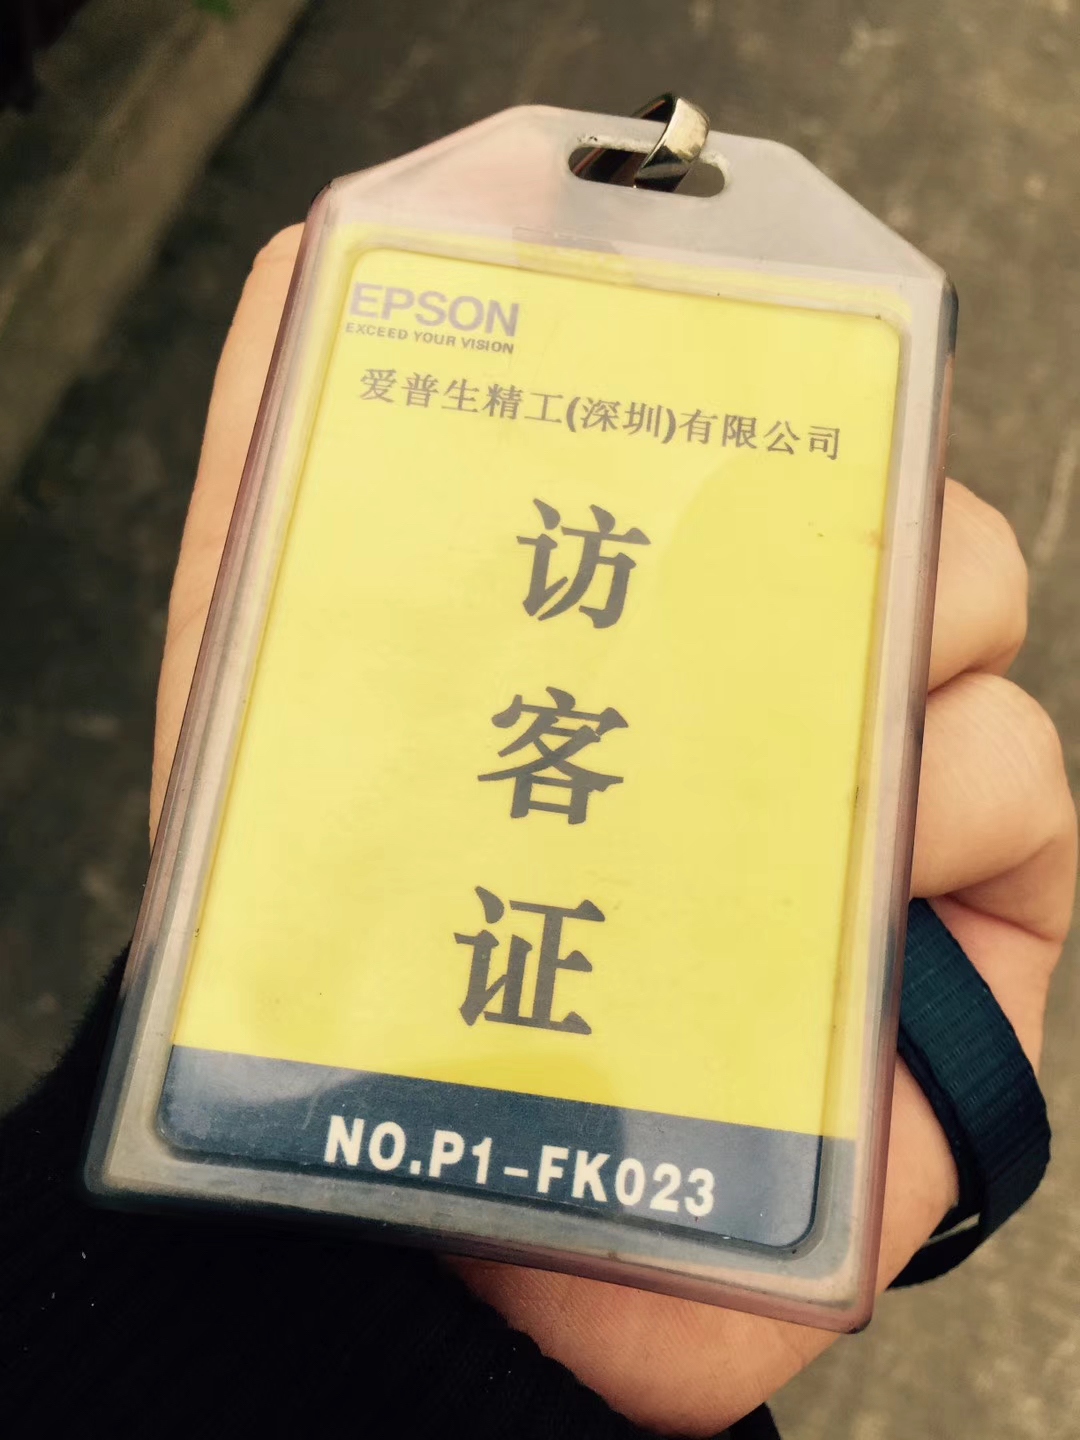 EPSON
EXCEED YOUR VISION
爱普生精工(深圳)有限公司
访
客
证
NO.P1-FK023